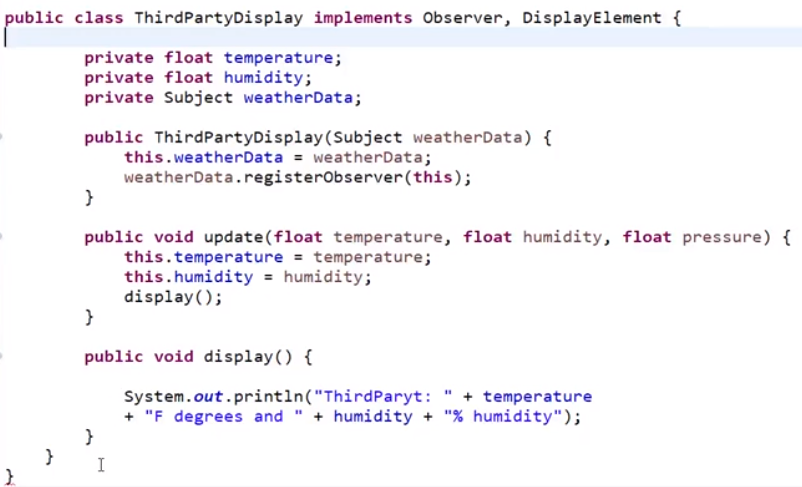 public class ThirdPartyDisplay implements Observer, DisplayElement {
private float temperature;
private float humidity;
private Subject weatherData;
public ThirdPartyDisplay(Subject weatherData) {
this.weatherData = weatherData;
weatherData.registerObserver(this);
}
public void update(float temperature, float humidity, float pressure) {
this.temperature = temperature;
this.humidity = humidity;
display();
}
public void display() {
System.out.println("ThirdParyt: " + temperature
+ "F degrees and " + humidity + "% humidity");
}
}
}